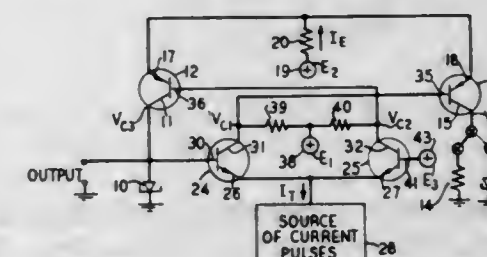 20 I_E
17 12 19 E_2 18
35
36
V_C3 11 39 40 15
V_C1 V_C2 43
30 31 38 E_1 32
OUTPUT 10 24 25 41 E_3 14
26 I_T 27
SOURCE
OF CURRENT
PULSES 28